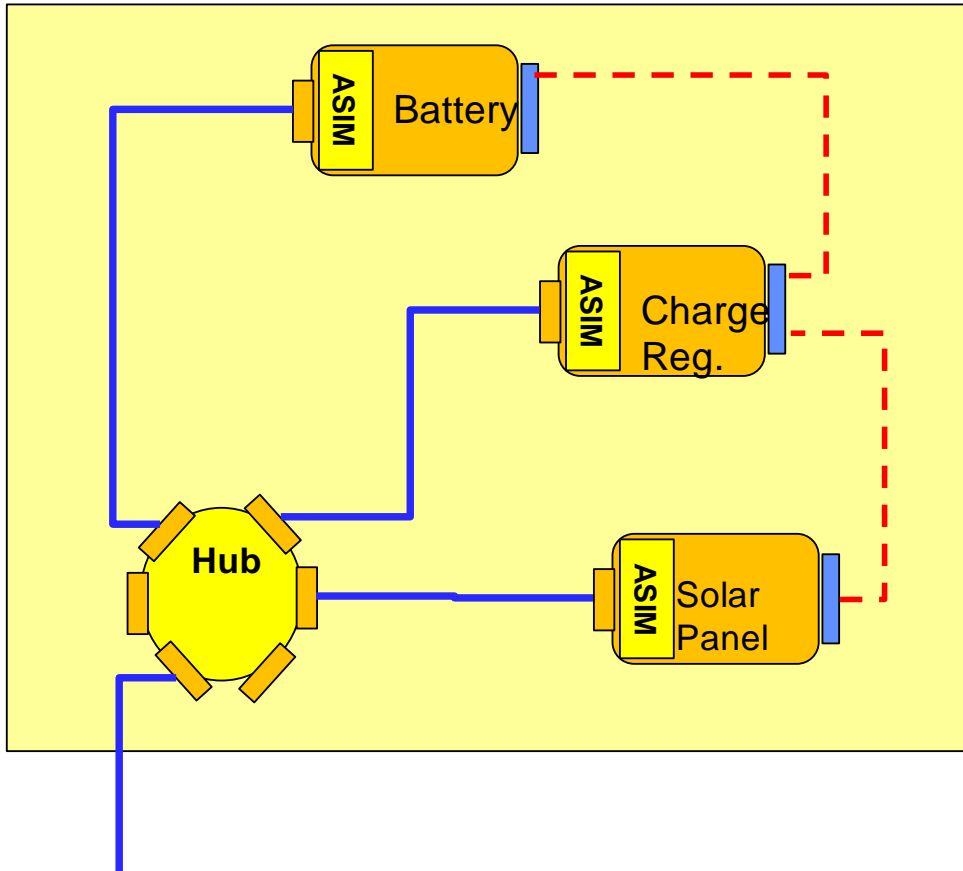 ASIM
Battery
ASIM
Charge
Reg.
Hub
ASIM
Solar
Panel